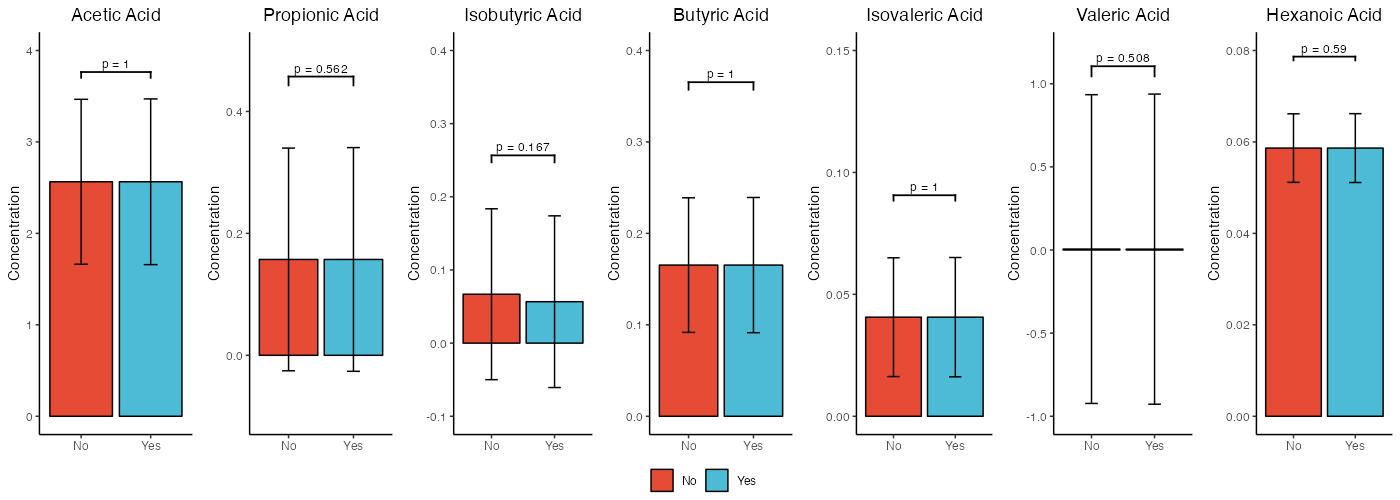 Acetic Acid
Propionic Acid
Isobutyric Acid
Butyric Acid
Isovaleric Acid
Valeric Acid
Hexanoic Acid
Concentration
4
3
2
1
0
p = 1
No
Yes
Concentration
0.4
0.2
0.0
p = 0.562
No
Yes
Concentration
0.4
0.3
0.2
0.1
0.0
-0.1
p = 0.167
No
Yes
Concentration
0.4
0.3
0.2
0.1
0.0
p = 1
No
Yes
Concentration
0.15
0.10
0.05
0.00
p = 1
No
Yes
Concentration
1.0
0.5
0.0
-0.5
-1.0
p = 0.508
No
Yes
Concentration
0.08
0.06
0.04
0.02
0.00
p = 0.59
No
Yes
No
Yes